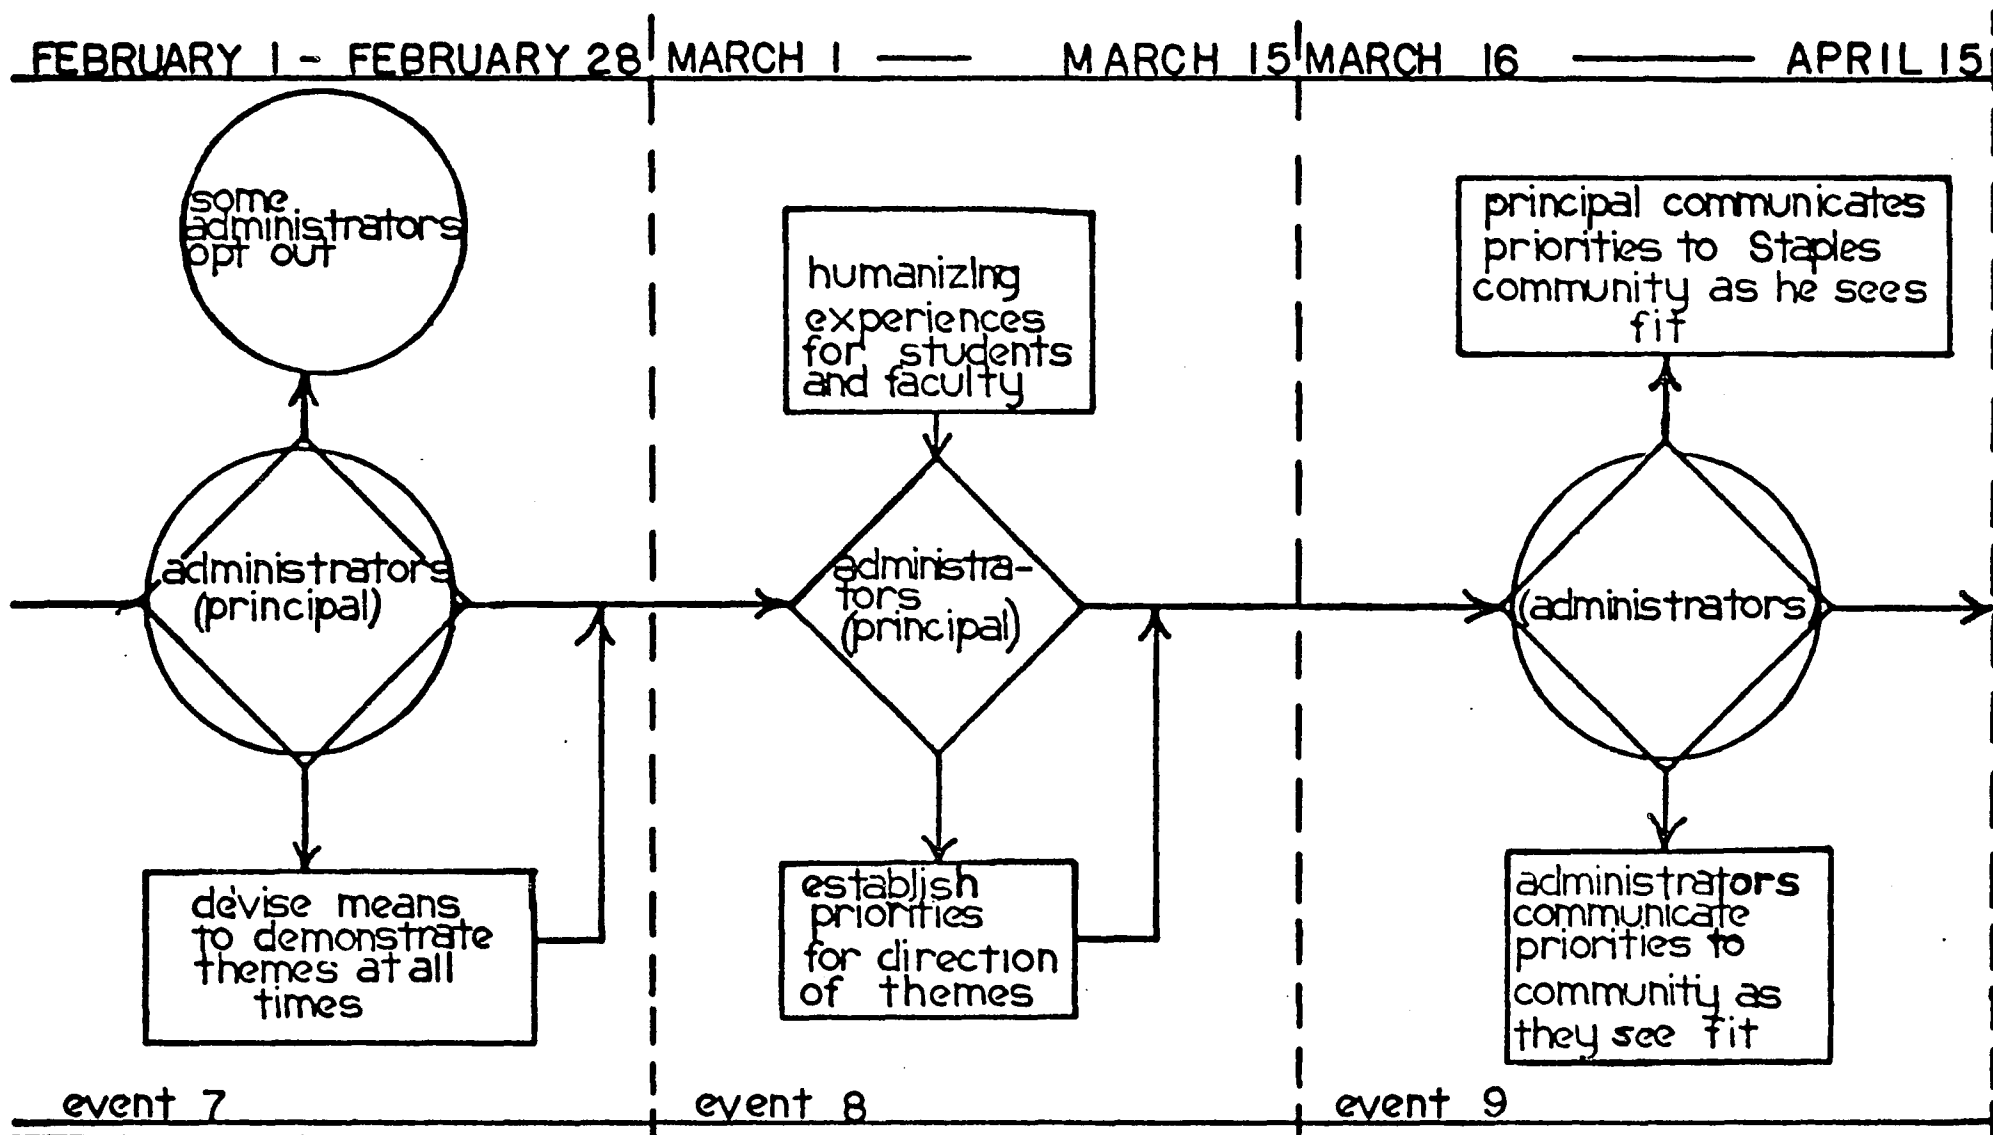 FEBRUARY 1 - FEBRUARY 28
MARCH 1 — MARCH 15
MARCH 16 — APRIL 15
some
administrators
opt out
administrators
(principal)
devise means
to demonstrate
themes at all
times
event 7
humanizing
experiences
for students
and faculty
administra-
tors
(principal)
establish
priorities
for direction
of themes
event 8
principal communicates
priorities to Staples
community as he sees
fit
(administrators)
administrators
communicate
priorities to
community as
they see fit
event 9